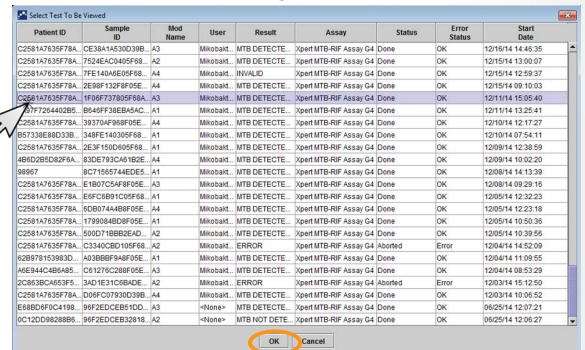 Select Test To Be Viewed
Patient ID Sample ID Mod Name User Result Assay Status Error Status Start Date
C2581A7635F78A... CE38A1A530D39B... A3 Mikobakt... MTB DETECTE... Xpert MTB-RIF Assay G4 Done OK 12/16/14 14:46:35
C2581A7635F78A... 7524EAC0405F68... A2 Mikobakt... MTB DETECTE... Xpert MTB-RIF Assay G4 Done OK 12/15/14 13:00:07
C2581A7635F78A... 7FE140A6E05F68... A4 Mikobakt... INVALID Xpert MTB-RIF Assay G4 Done OK 12/15/14 12:59:37
C2581A7635F78A... 2E98F132F8F05E... A4 Mikobakt... MTB DETECTE... Xpert MTB-RIF Assay G4 Done OK 12/15/14 09:10:03
C2581A7635F78A... 1F06F737805F68A... A3 Mikobakt... MTB DETECTE... Xpert MTB-RIF Assay G4 Done OK 12/11/14 15:05:40
B646FF38EBA5AC... A1 Mikobakt... MTB DETECTE... Xpert MTB-RIF Assay G4 Done OK 12/11/14 13:25:41
C2581A7635F78A... 39370AF968F05E... A4 Mikobakt... MTB DETECTE... Xpert MTB-RIF Assay G4 Done OK 12/10/14 12:17:27
B57338E88D33B... 348FE140305F68... A1 Mikobakt... MTB DETECTE... Xpert MTB-RIF Assay G4 Done OK 12/10/14 07:54:11
C2581A7635F78A... 2E3F150D605F68... A1 Mikobakt... MTB DETECTE... Xpert MTB-RIF Assay G4 Done OK 12/09/14 12:38:59
4B6D2B5D82F6A... 83DE793CA61B2E... A4 Mikobakt... MTB DETECTE... Xpert MTB-RIF Assay G4 Done OK 12/09/14 10:02:20
98967 8C71565744EDE5... A1 Mikobakt... MTB DETECTE... Xpert MTB-RIF Assay G4 Done OK 12/08/14 14:13:39
C2581A7635F78A... E1B07C5AF8F05E... A3 Mikobakt... MTB DETECTE... Xpert MTB-RIF Assay G4 Done OK 12/08/14 09:29:16
C2581A7635F78A... E6FC6B91C05F68... A1 Mikobakt... MTB DETECTE... Xpert MTB-RIF Assay G4 Done OK 12/05/14 12:32:23
C2581A7635F78A... 6DB074A4B8F05E... A4 Mikobakt... MTB DETECTE... Xpert MTB-RIF Assay G4 Done OK 12/05/14 12:23:18
C2581A7635F78A... 1799084BD8F05E... A1 Mikobakt... MTB DETECTE... Xpert MTB-RIF Assay G4 Done OK 12/05/14 10:50:36
C2581A7635F78A... 500D71BBB2EAD... A2 Mikobakt... MTB DETECTE... Xpert MTB-RIF Assay G4 Done OK 12/05/14 10:39:56
C2581A7635F78A... C3340CBD105F68... A2 Mikobakt... ERROR Xpert MTB-RIF Assay G4 Aborted Error 12/04/14 14:52:09
62B978153983D... A03BBBF9A8F05E... A1 Mikobakt... MTB DETECTE... Xpert MTB-RIF Assay G4 Done OK 12/04/14 11:09:55
A6E944C4B6A85... C61276C288F05E... A3 Mikobakt... MTB DETECTE... Xpert MTB-RIF Assay G4 Done OK 12/04/14 08:53:29
2C863BCA653F5... 3AD1E31C6BADE... A2 Mikobakt... ERROR Xpert MTB-RIF Assay G4 Aborted Error 12/03/14 15:12:50
C2581A7635F78A... D06FC07930D39B... A4 Mikobakt... MTB DETECTE... Xpert MTB-RIF Assay G4 Done OK 12/03/14 10:06:52
E68BD6F0C4198... 96F2EDCEB51DD... A3 <None> MTB DETECTE... Xpert MTB-RIF Assay G4 Done OK 06/25/14 12:07:21
0C12DD98288B6... 96F2EDCEB32818... A2 <None> MTB NOT DETE... Xpert MTB-RIF Assay G4 Done OK 06/25/14 12:06:27
OK Cancel